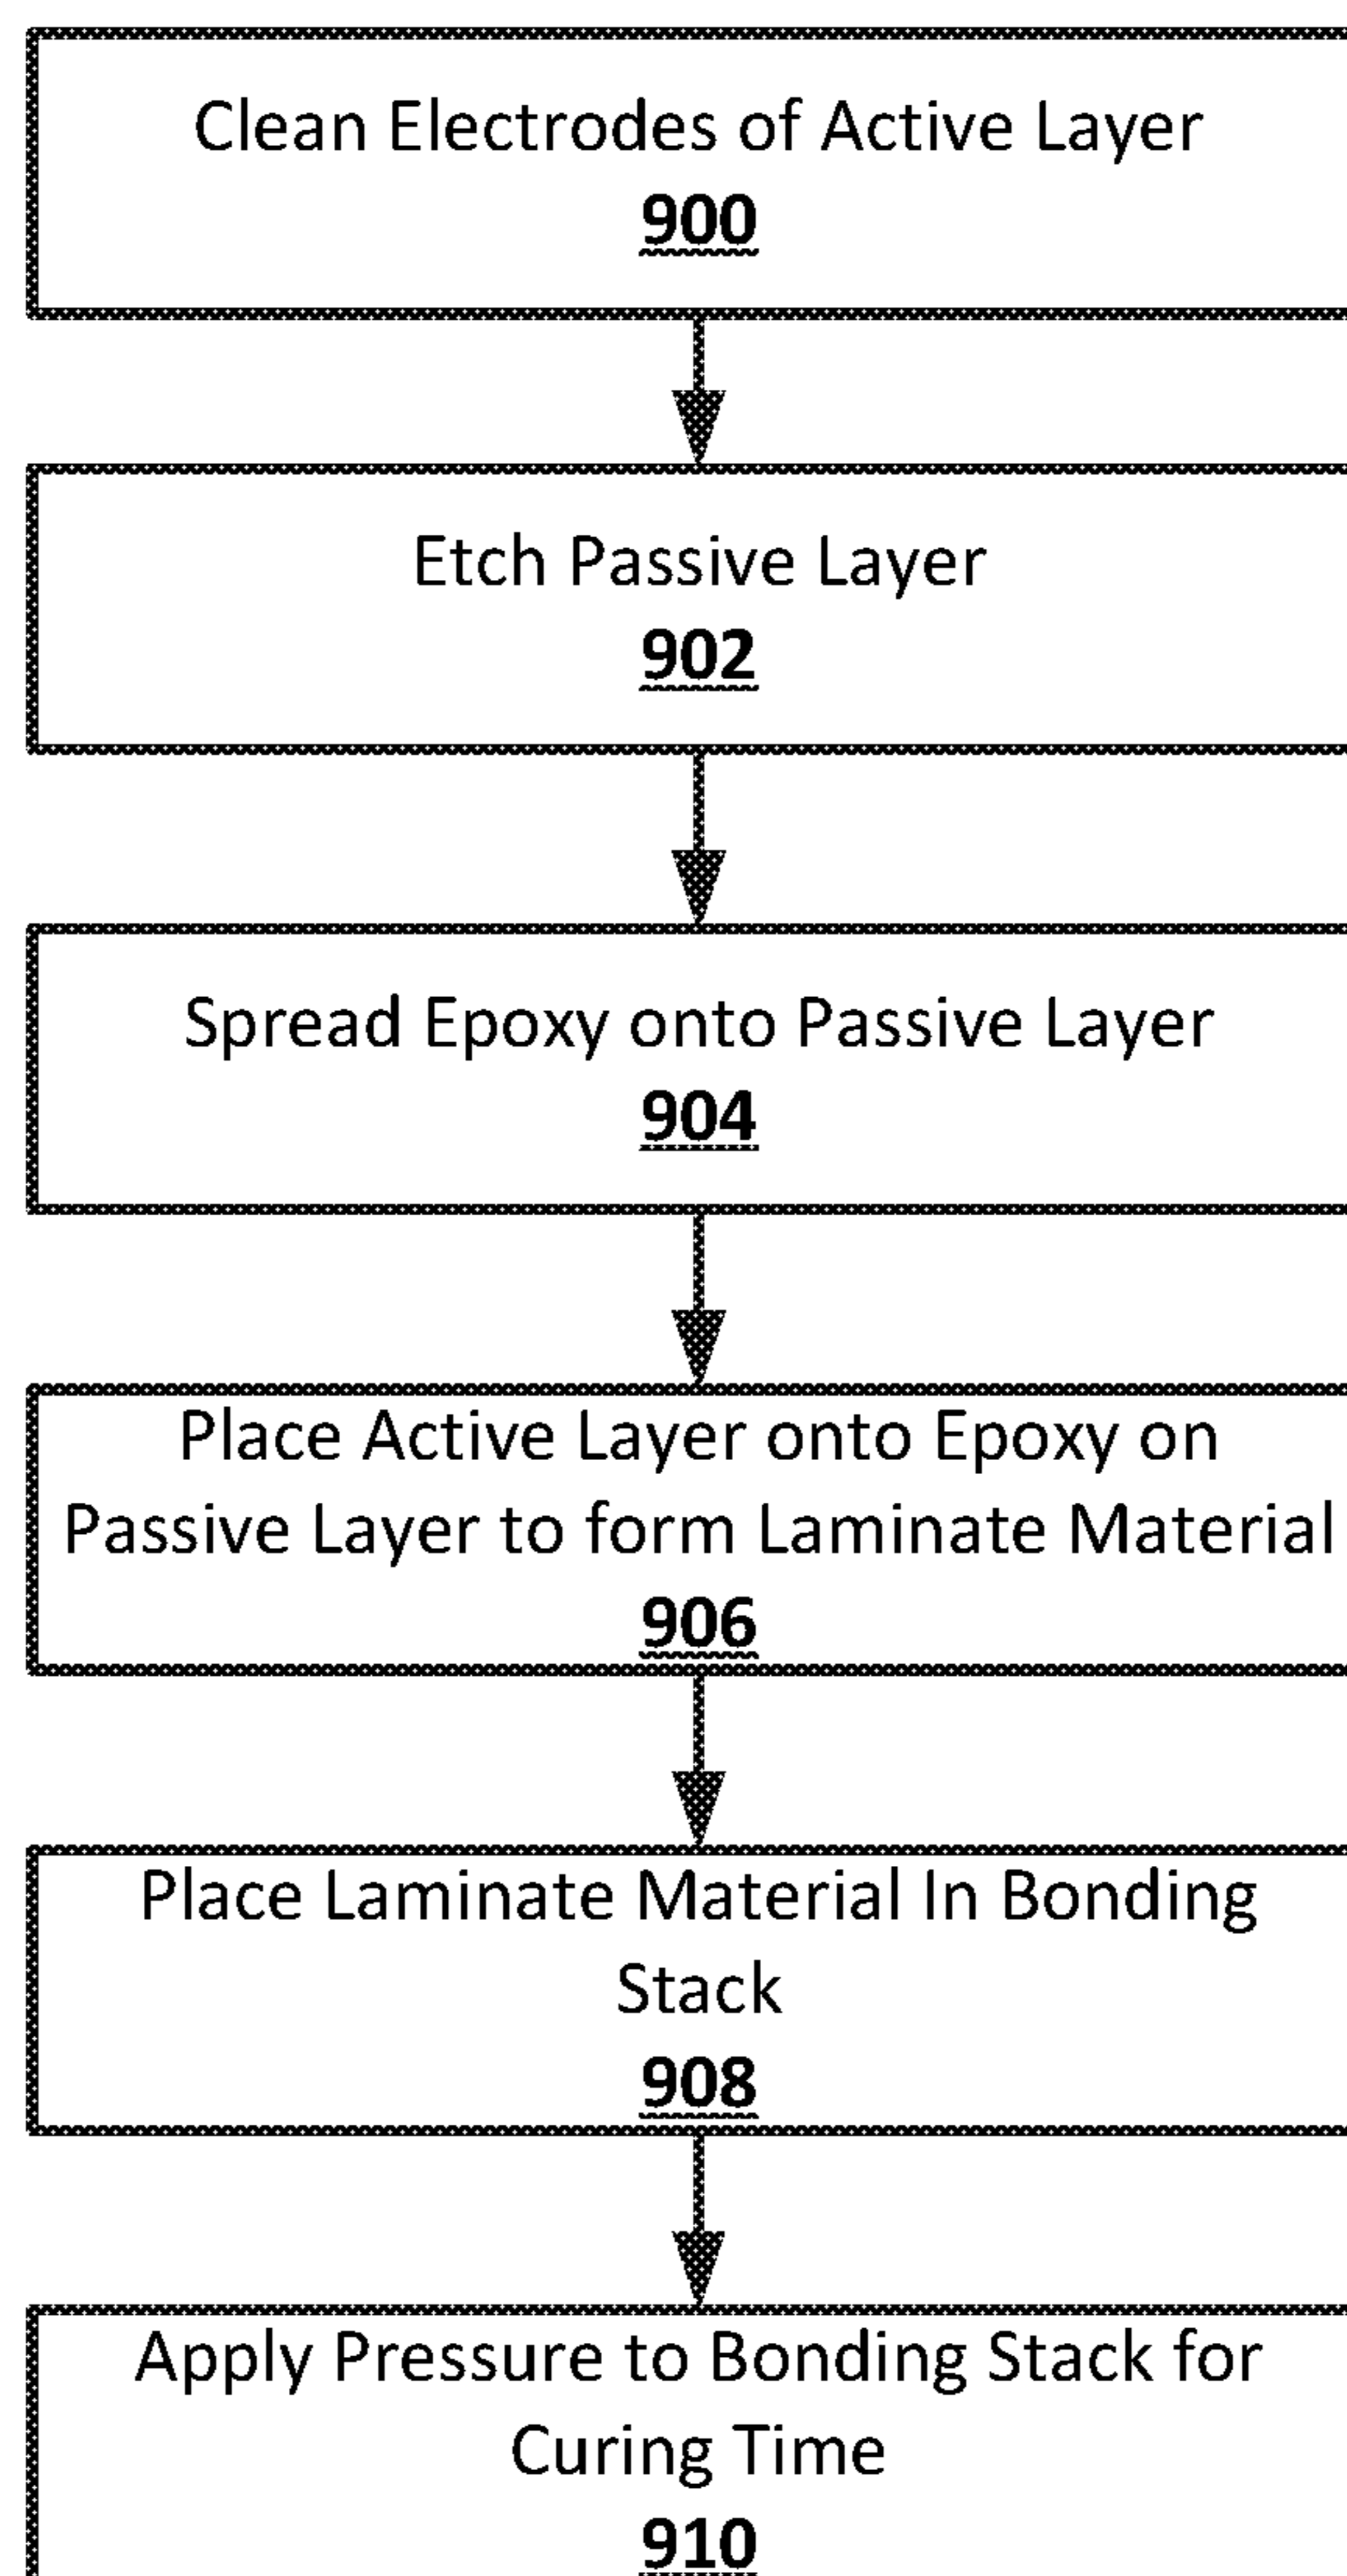 Clean Electrodes of Active Layer
900
Etch Passive Layer
902
Spread Epoxy onto Passive Layer
904
Place Active Layer onto Epoxy on
Passive Layer to form Laminate Material
906
Place Laminate Material In Bonding
Stack
908
Apply Pressure to Bonding Stack for
Curing Time
910